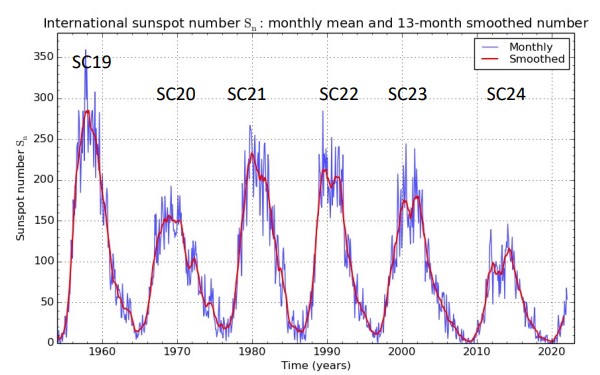 International sunspot number Sn : monthly mean and 13-month smoothed number
Monthly
Smoothed
SC19
SC20
SC21
SC22
SC23
SC24
Sunspot number Sn
350
300
250
200
150
100
50
0
1960
1970
1980
1990
2000
2010
2020
Time (years)